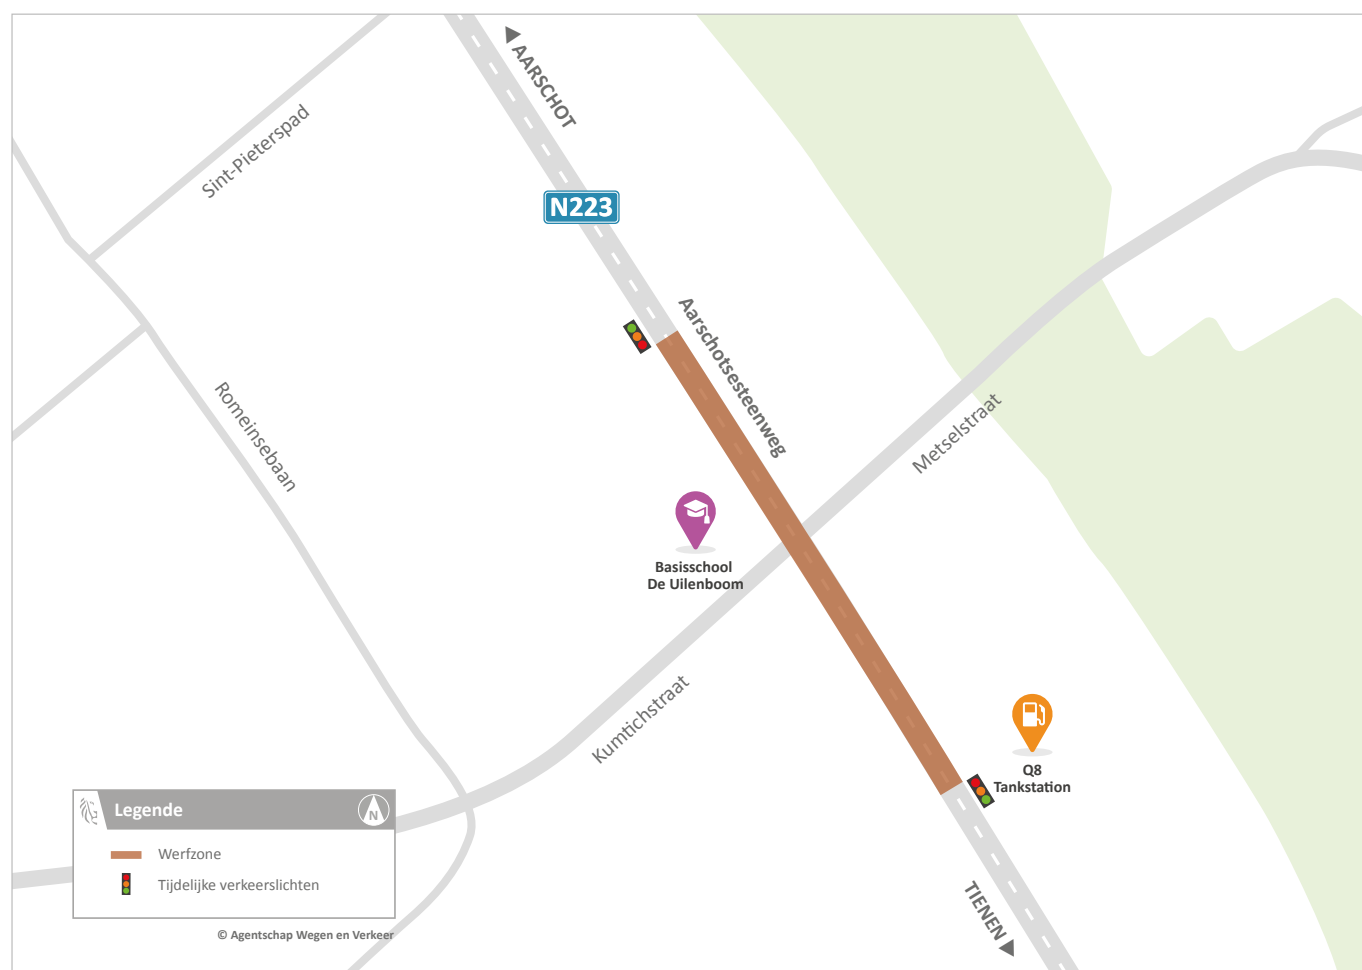 AARSCHOT
Sint-Pieterspad
N223
Aarschotsesteenweg
Romeinsebaan
Metselstraat
Basisschool
De Uilenboom
Kumtichstraat
Q8
Tankstation
Legende
N
Werfzone
Tijdelijke verkeerslichten
TIENEN
© Agentschap Wegen en Verkeer